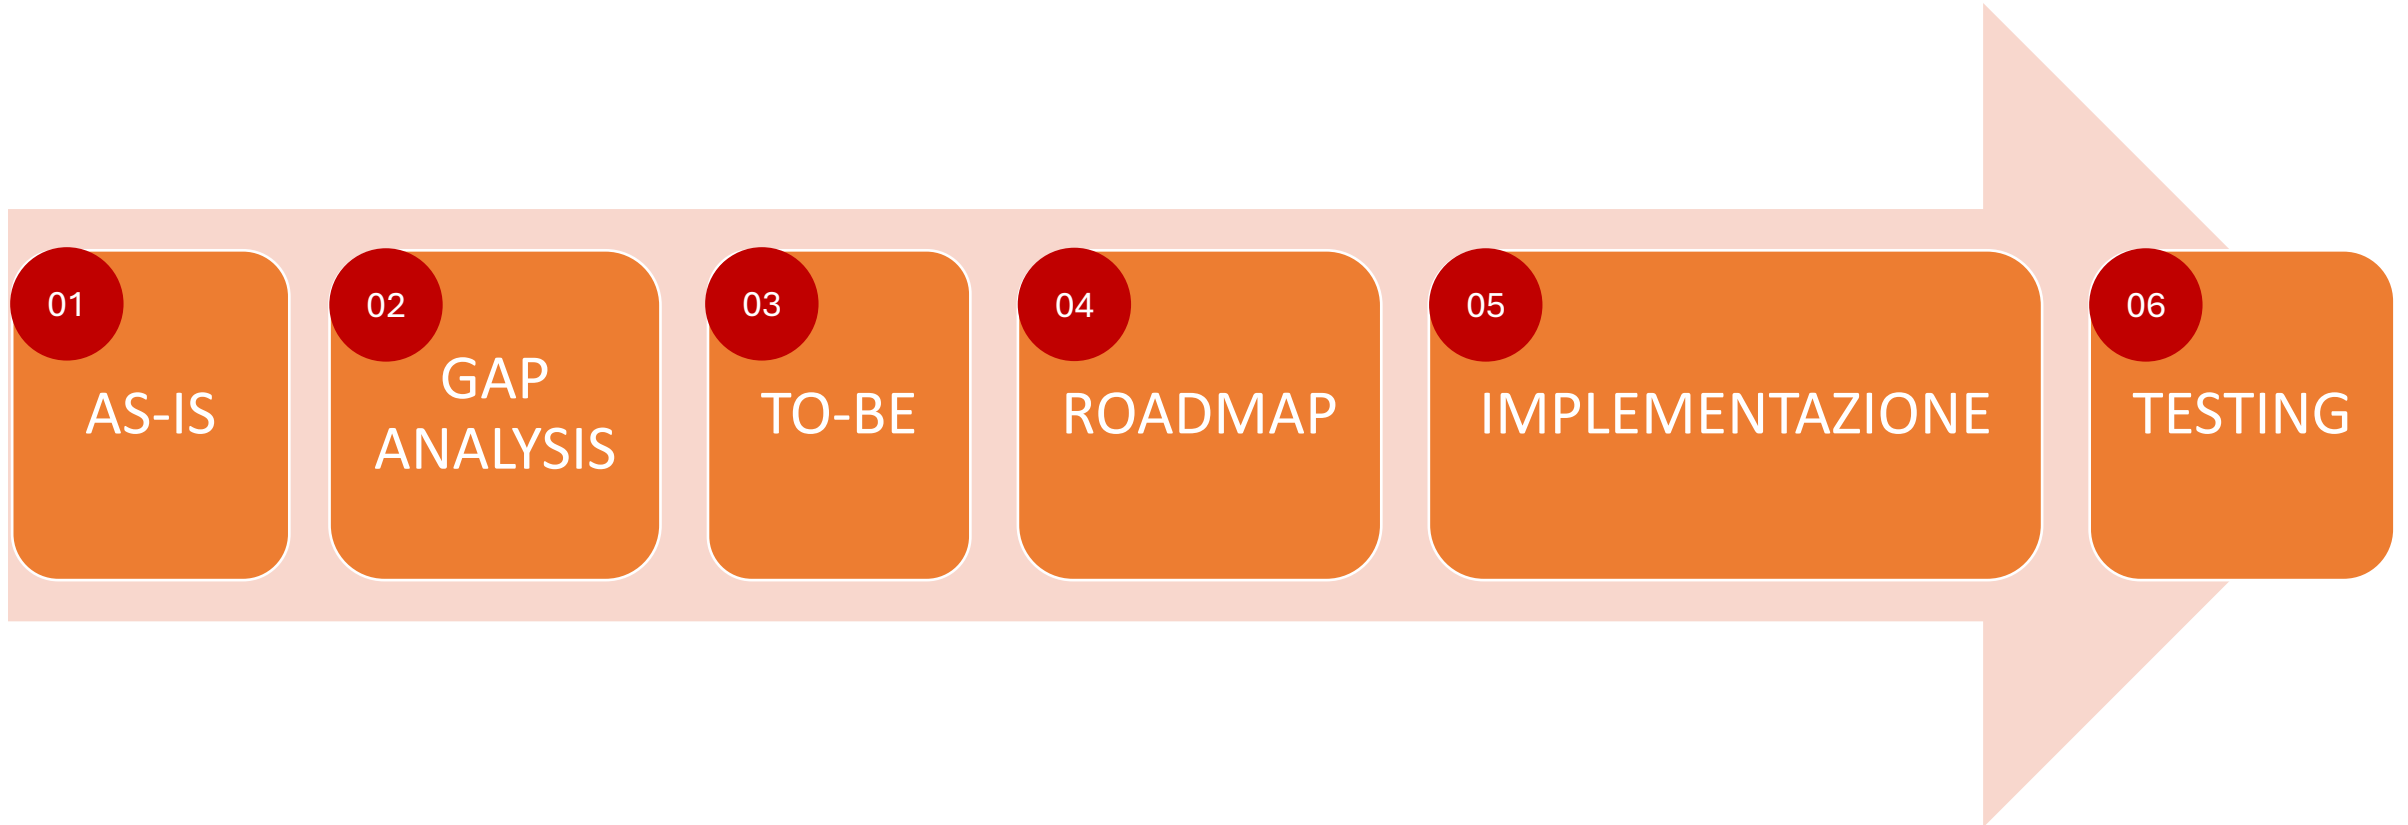 01
AS-IS
02
GAP
ANALYSIS
03
TO-BE
04
ROADMAP
05
IMPLEMENTAZIONE
06
TESTING